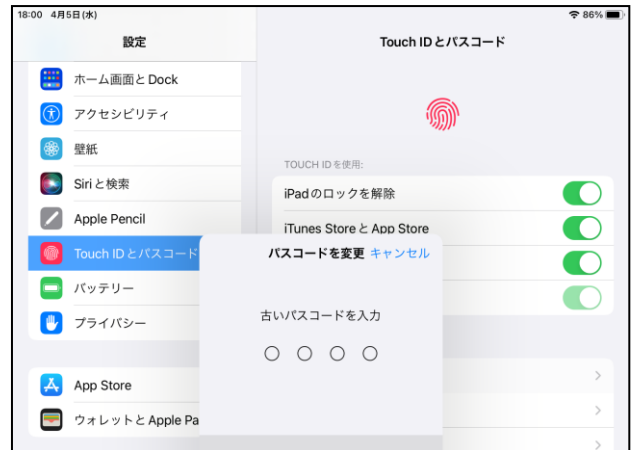 18:00 4月5日(水)
86%
設定
ホーム画面とDock
アクセシビリティ
壁紙
Siriと検索
Apple Pencil
Touch IDとパスコード
バッテリー
プライバシー
App Store
ウォレットとApple Pa
Touch IDとパスコード
TOUCH IDを使用:
iPadのロックを解除
iTunes StoreとApp Store
パスコードを変更 キャンセル
古いパスコードを入力